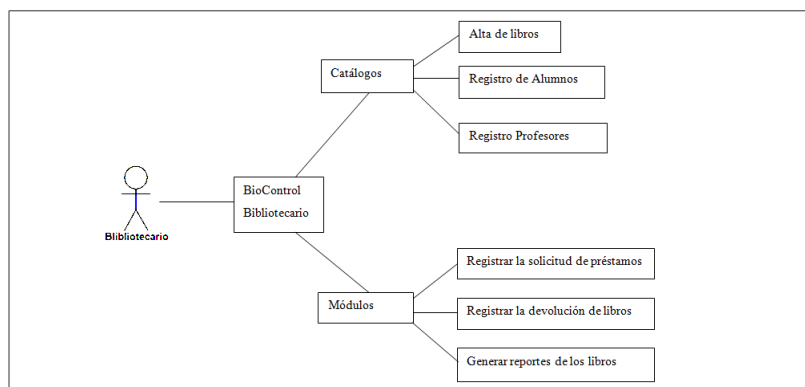 Alta de libros
Catálogos
Registro de Alumnos
Registro Profesores
BioControl
Bibliotecario
Blibliotecario
Registrar la solicitud de préstamos
Módulos
Registrar la devolución de libros
Generar reportes de los libros